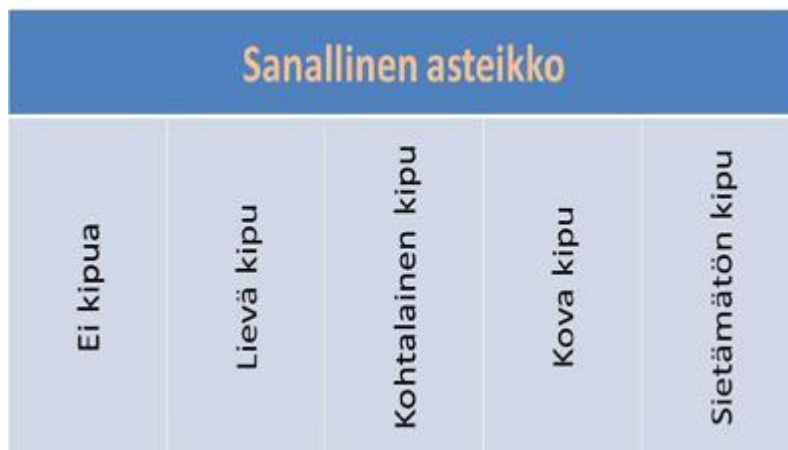 Sanallinen asteikko
Ei kipua
Lievä kipu
Kohtalainen kipu
Kova kipu
Sietämätön kipu